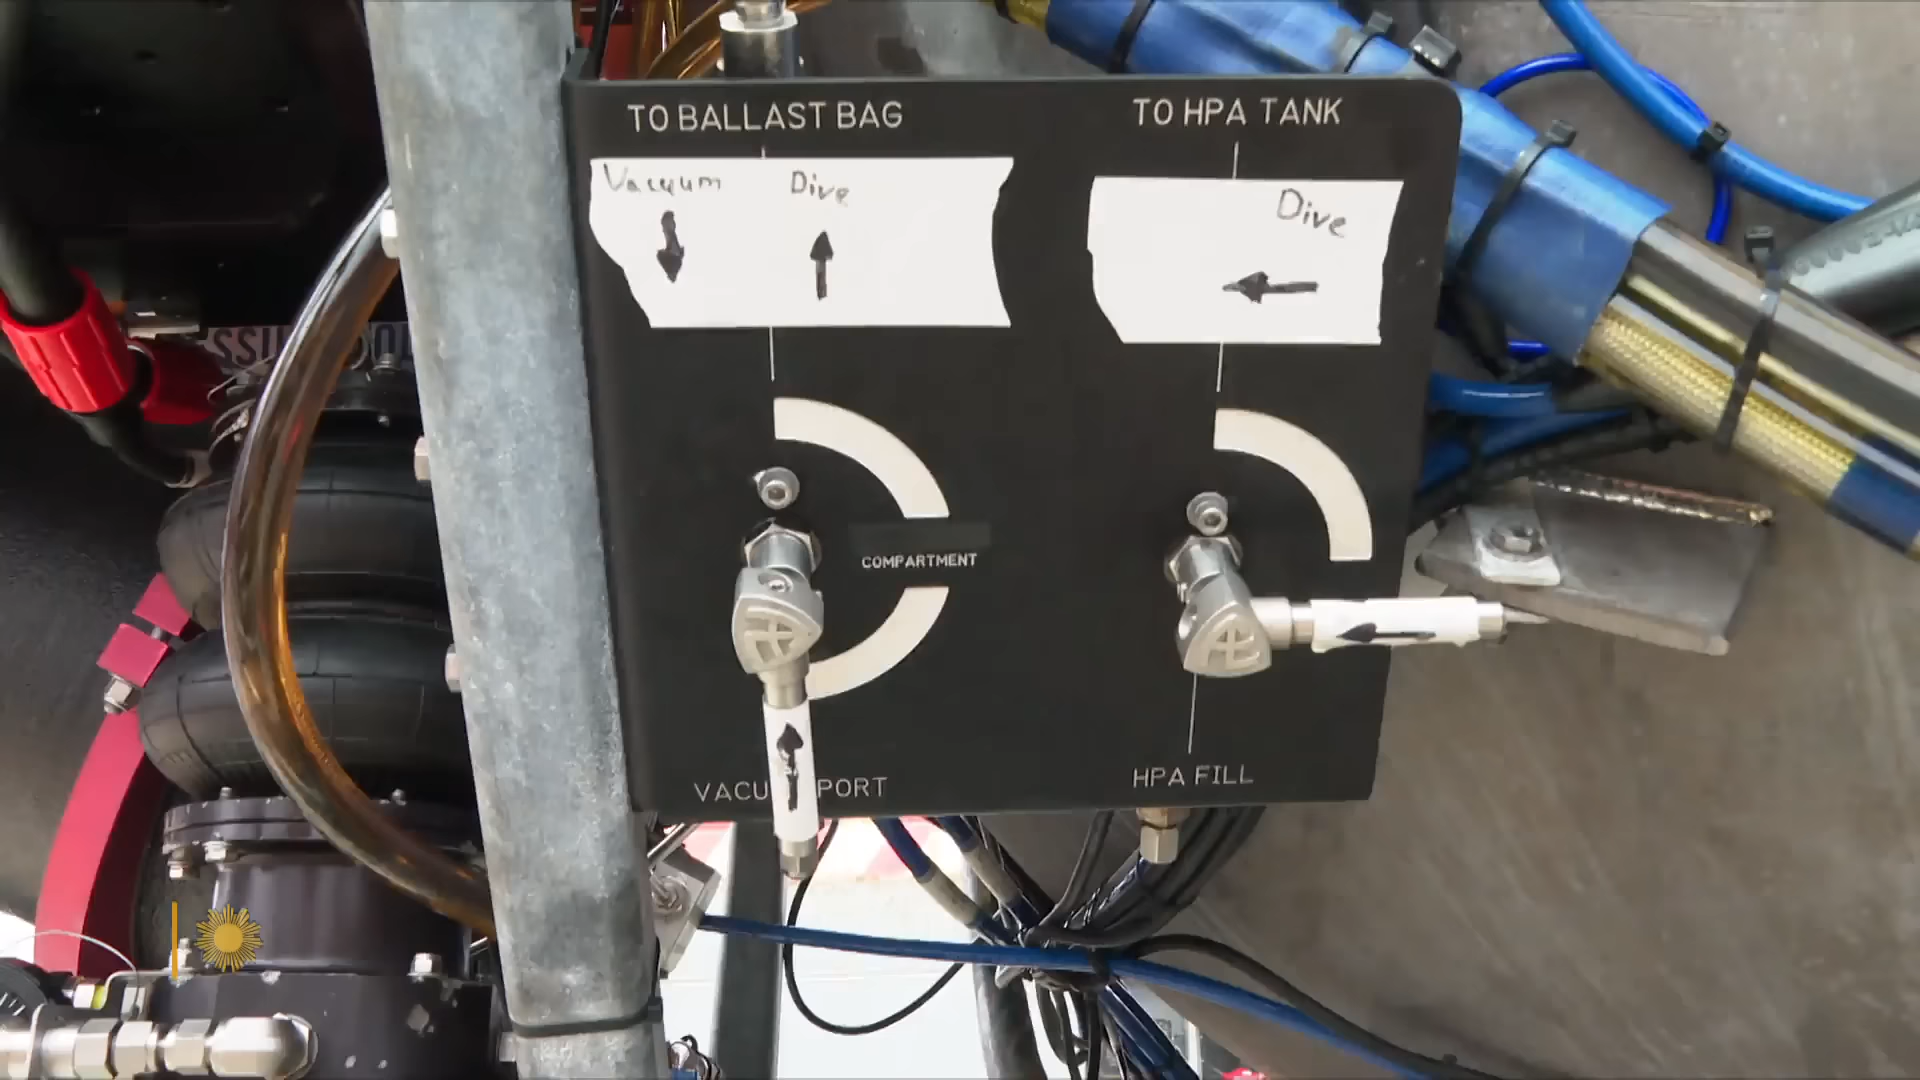 TO BALLAST BAG
Vacuum Dive
TO HPA TANK
Dive
COMPARTMENT
PORT
HPA FILL